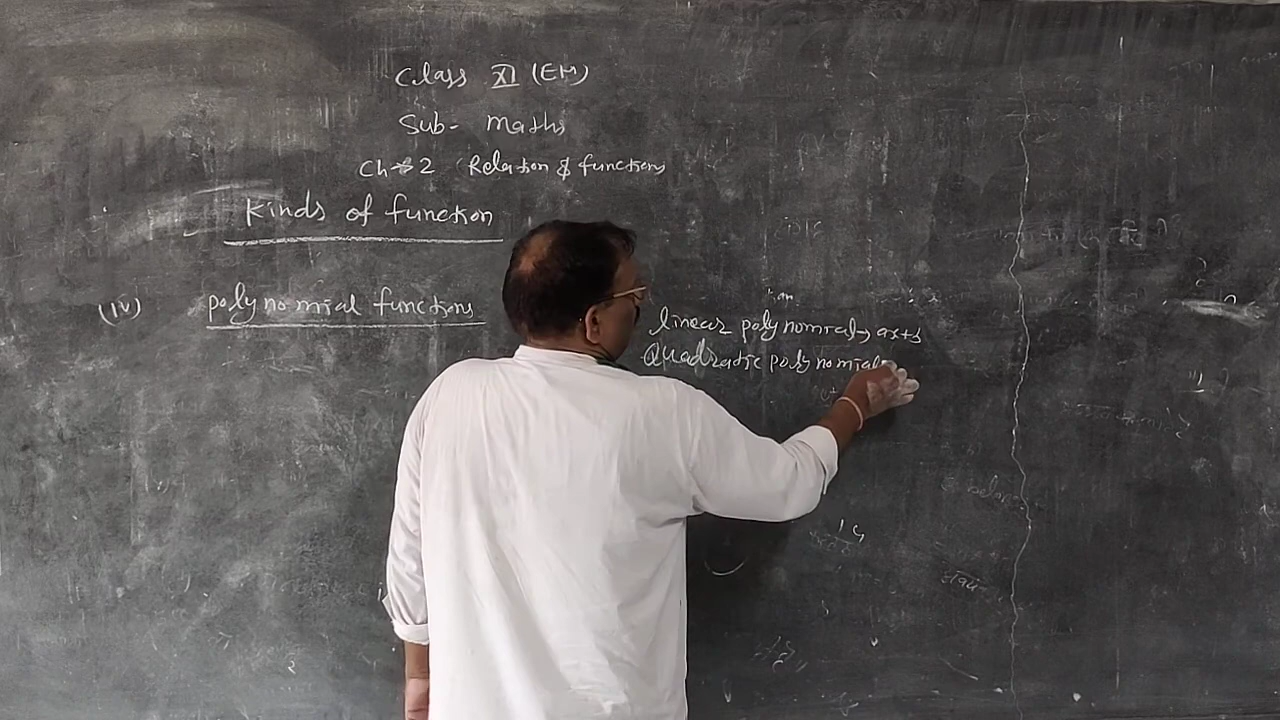 Class XI (EM)
Sub- Maths
Ch → 2 Relation & functions
Kinds of function
(iv) polynomial functions
linear polynomial → ax+b
Quadratic polynomial